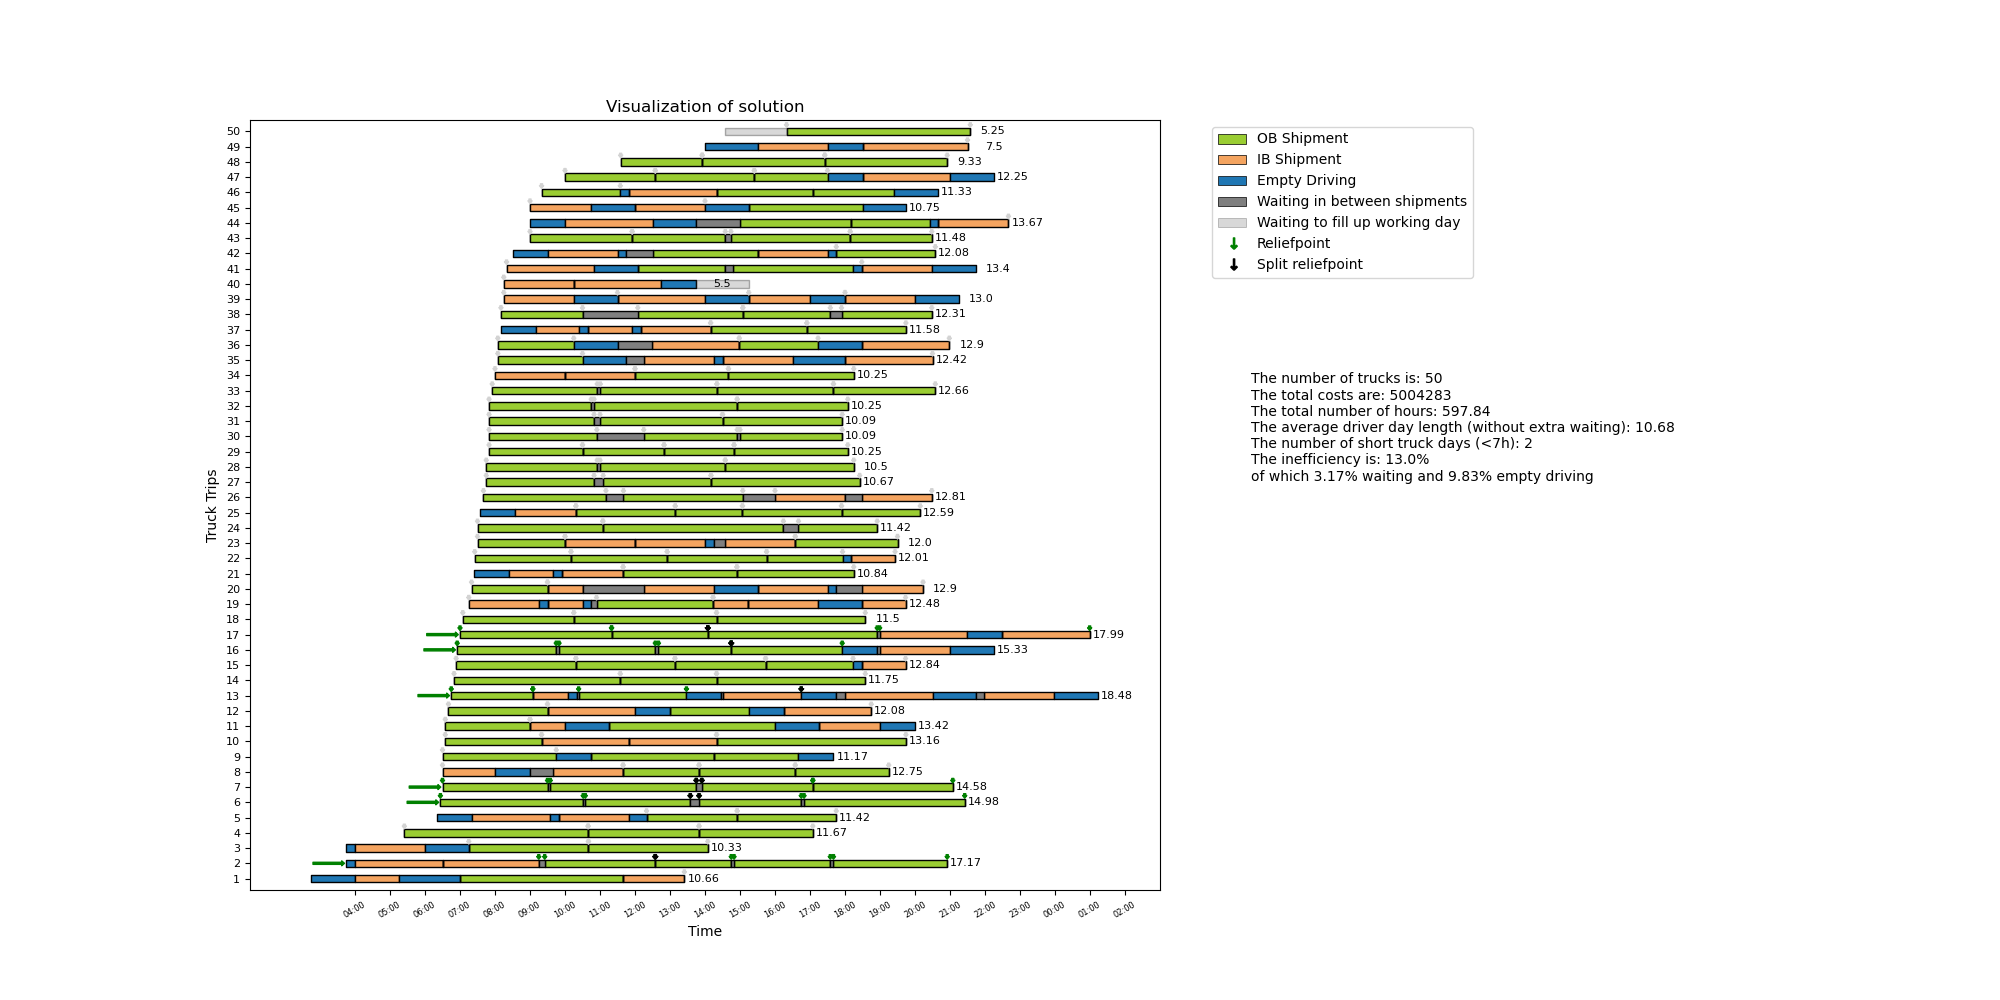 Visualization of solution
Truck Trips
50 5.25
49 7.5
48 9.33
47 12.25
46 11.33
45 10.75
44 13.67
43 11.48
42 12.08
41 13.4
40 5.5
39 13.0
38 12.31
37 11.58
36 12.9
35 12.42
34 10.25
33 12.66
32 10.25
31 10.09
30 10.09
29 10.25
28 10.5
27 10.67
26 12.81
25 12.59
24 11.42
23 12.0
22 12.01
21 10.84
20 12.9
19 12.48
18 11.5
17 17.99
16 15.33
15 12.84
14 11.75
13 18.48
12 12.08
11 13.42
10 13.16
9 11.17
8 12.75
7 14.58
6 14.98
5 11.42
4 11.67
3 10.33
2 17.17
1 10.66
04:00 05:00 06:00 07:00 08:00 09:00 10:00 11:00 12:00 13:00 14:00 15:00 16:00 17:00 18:00 19:00 20:00 21:00 22:00 23:00 00:00 01:00 02:00
Time
OB Shipment
IB Shipment
Empty Driving
Waiting in between shipments
Waiting to fill up working day
Reliefpoint
Split reliefpoint
The number of trucks is: 50
The total costs are: 5004283
The total number of hours: 597.84
The average driver day length (without extra waiting): 10.68
The number of short truck days (<7h): 2
The inefficiency is: 13.0%
of which 3.17% waiting and 9.83% empty driving